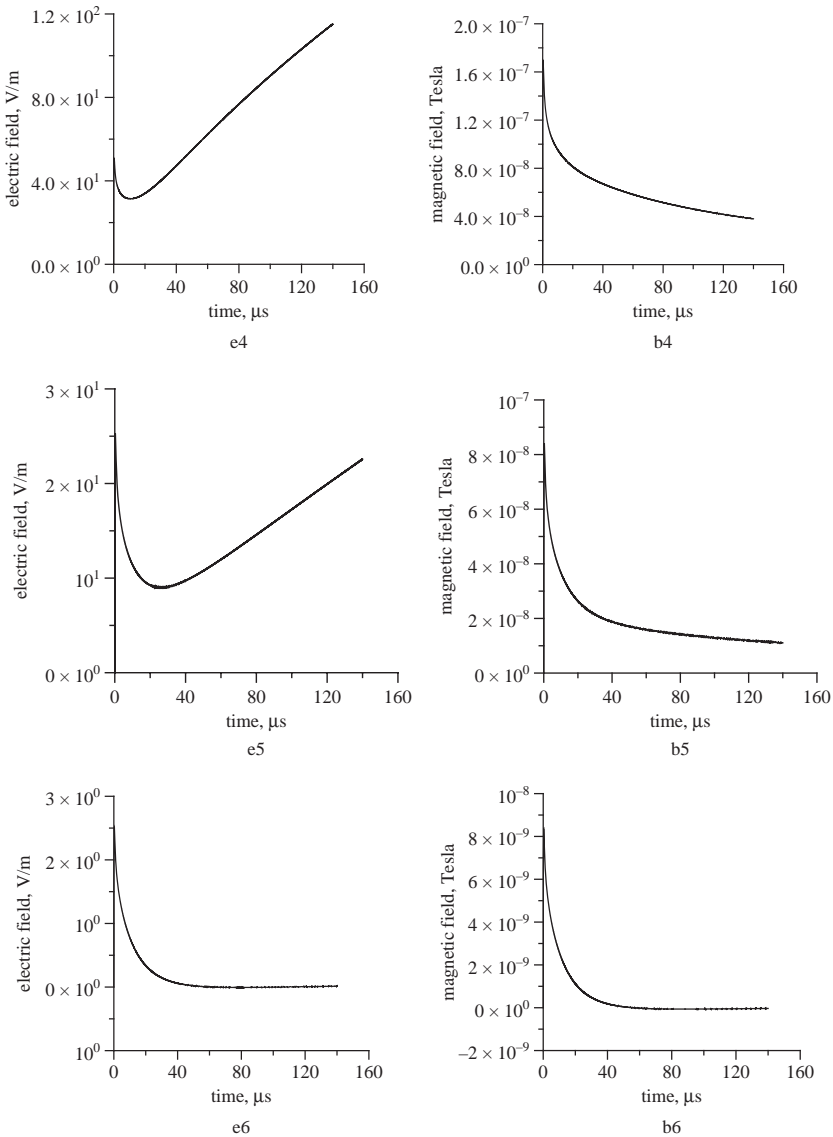 1.2 × 10²
8.0 × 10¹
4.0 × 10¹
0.0 × 10⁰
electric field, V/m
0 40 80 120 160
time, μs
e4
2.0 × 10⁻⁷
1.6 × 10⁻⁷
1.2 × 10⁻⁷
8.0 × 10⁻⁸
4.0 × 10⁻⁸
0.0 × 10⁰
magnetic field, Tesla
0 40 80 120 160
time, μs
b4
3 × 10¹
2 × 10¹
10¹
0 × 10⁰
electric field, V/m
0 40 80 120 160
time, μs
e5
10⁻⁷
8 × 10⁻⁸
6 × 10⁻⁸
4 × 10⁻⁸
2 × 10⁻⁸
0 × 10⁰
magnetic field, Tesla
0 40 80 120 160
time, μs
b5
3 × 10⁰
2 × 10⁰
10⁰
0 × 10⁰
10⁰
electric field, V/m
0 40 80 120 160
time, μs
e6
10⁻⁸
8 × 10⁻⁹
6 × 10⁻⁹
4 × 10⁻⁹
2 × 10⁻⁹
0 × 10⁰
−2 × 10⁻⁹
magnetic field, Tesla
0 40 80 120 160
time, μs
b6